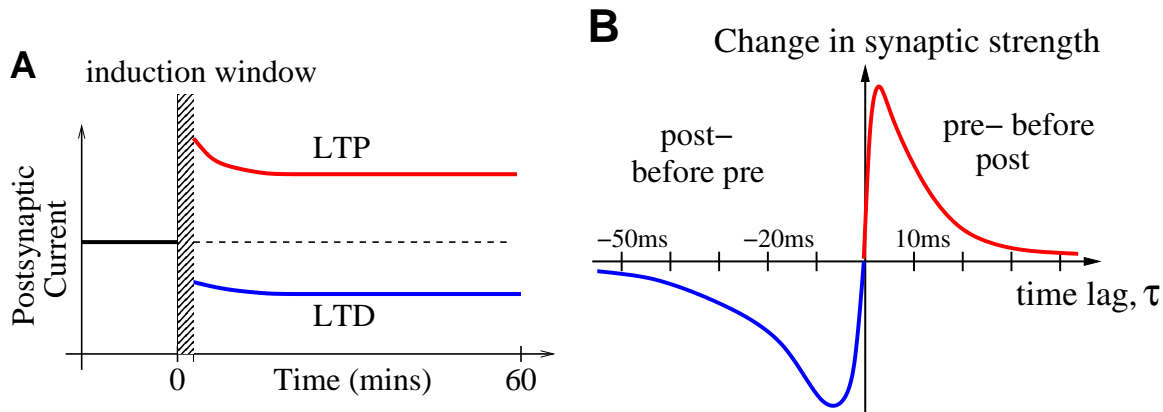 A
induction window
LTP
LTD
Postsynaptic
Current
0
Time (mins)
60
B
Change in synaptic strength
post−
before pre
pre− before
post
−50ms
−20ms
10ms
time lag, τ